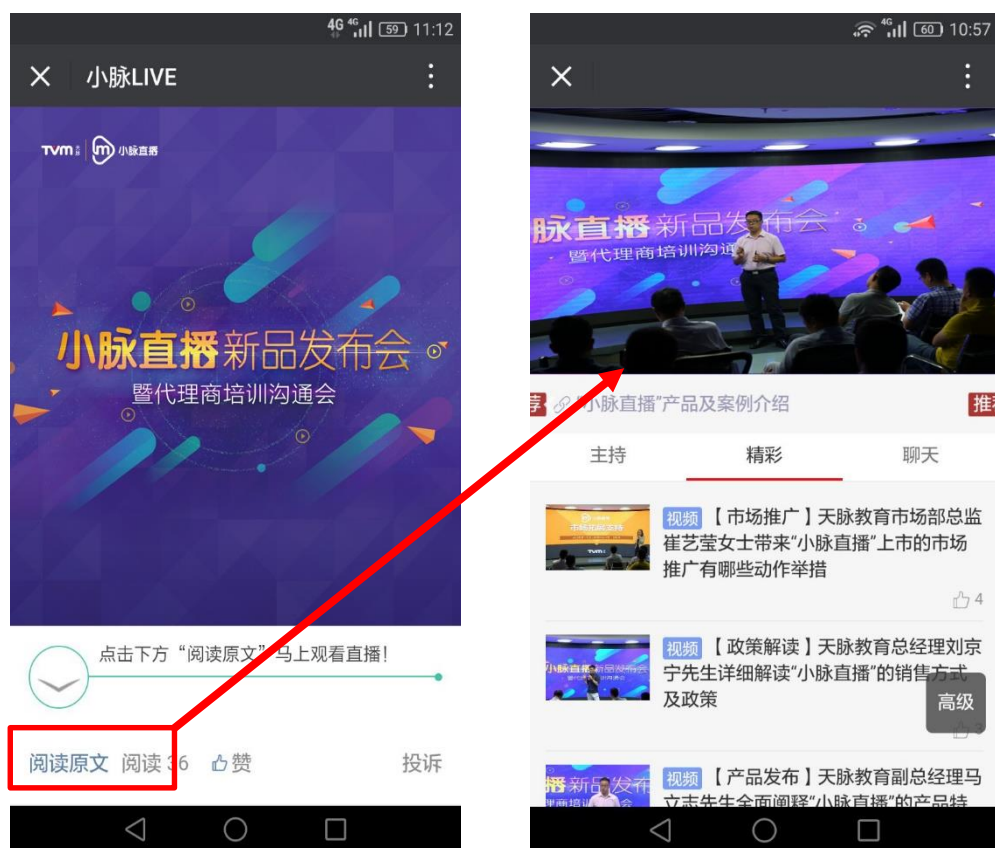 4G 4G 59 11:12
小脉LIVE
TVM 小脉直播
小脉直播新品发布会
暨代理商培训沟通会
点击下方“阅读原文”马上观看直播！
阅读原文 阅读 36 赞 投诉
4G 60 10:57
脉直播新品发布会
暨代理商培训沟通
荐 “小脉直播”产品及案例介绍 推荐
主持 精彩 聊天
视频【市场推广】天脉教育市场部总监
崔艺莹女士带来“小脉直播”上市的市场
推广有哪些动作举措
4
视频【政策解读】天脉教育总经理刘京
宁先生详细解读“小脉直播”的销售方式
及政策
高级
3
视频【产品发布】天脉教育副总经理马
立志先生全面阐释“小脉直播”的产品特